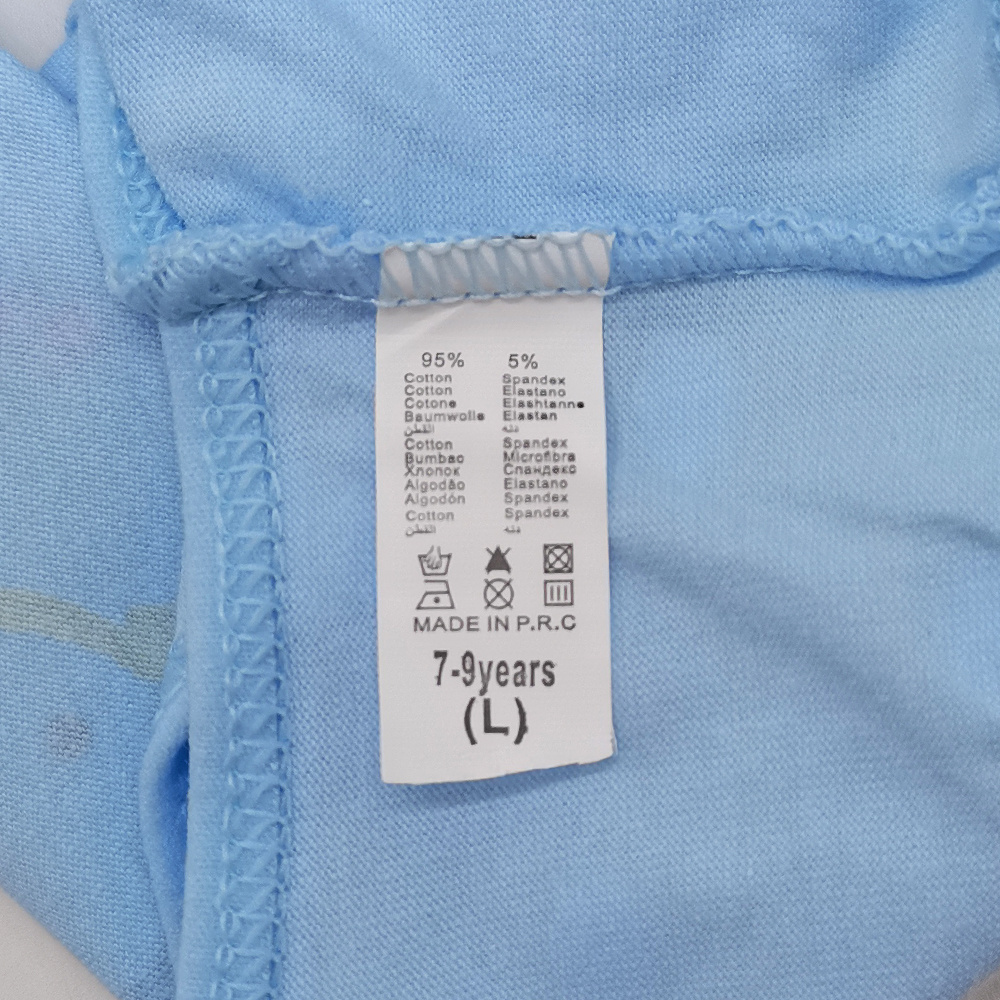 95% 5%
Cotton Spandex
Cotton Elastano
Cotone Elashtanne
Baumwolle Elastan
القطن
Cotton Spandex
Bumbao Microfibra
Хлопок Спандекс
Algodão Elastano
Algodón Spandex
Cotton Spandex
القطن
MADE IN P.R.C
7-9years
(L)